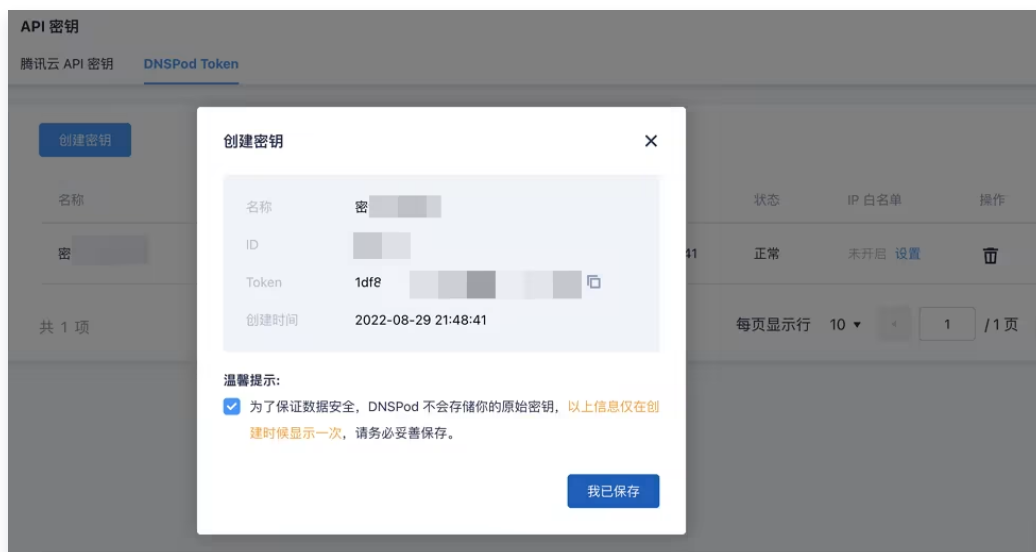 API 密钥
腾讯云 API 密钥 DNSPod Token
创建密钥
名称 状态 IP 白名单 操作
密 41 正常 未开启 设置
共 1 项 每页显示行 10 1 / 1 页
创建密钥
名称 密
ID
Token 1df8
创建时间 2022-08-29 21:48:41
温馨提示:
为了保证数据安全，DNSPod 不会存储你的原始密钥，以上信息仅在创
建时候显示一次，请务必妥善保存。
我已保存